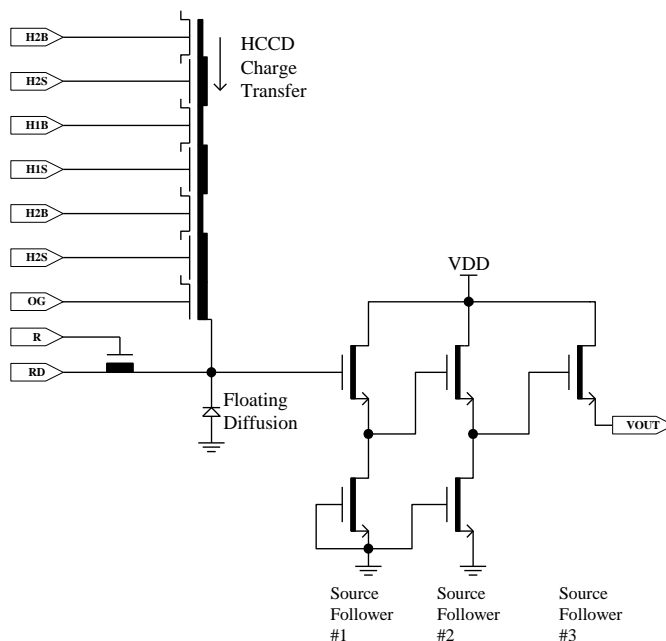 H2B
HCCD
Charge
Transfer
H2S
H1B
H1S
H2B
H2S
OG
R
RD
VDD
Floating
Diffusion
VOUT
Source
Follower
#1
Source
Follower
#2
Source
Follower
#3